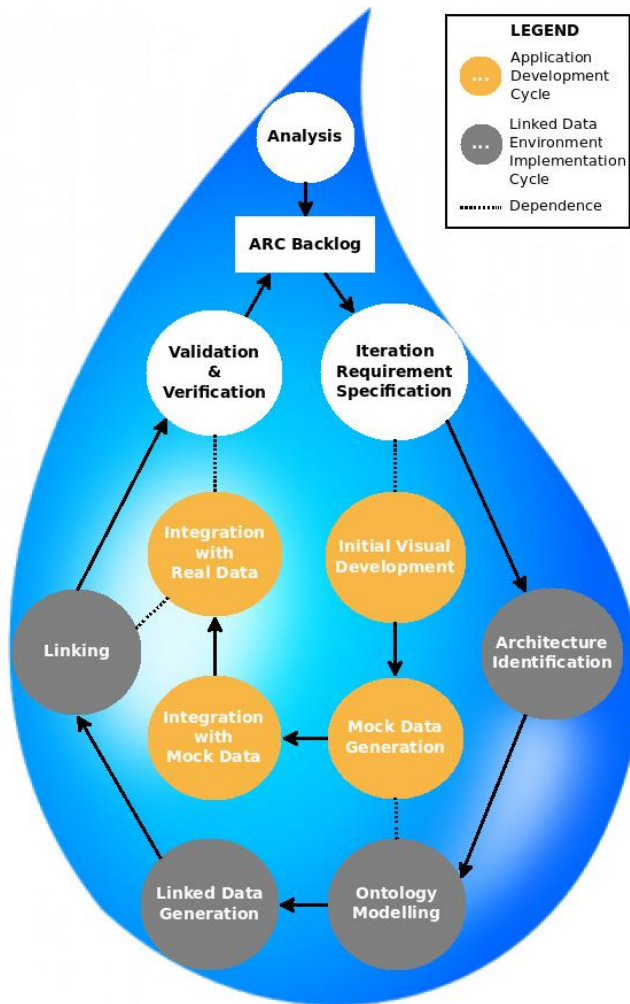 LEGEND
...
Application
Development
Cycle
...
Linked Data
Environment
Implementation
Cycle
Dependence
Analysis
ARC Backlog
Validation
&
Verification
Iteration
Requirement
Specification
Integration
with
Real Data
Initial Visual
Development
Linking
Architecture
Identification
Integration
with
Mock Data
Mock Data
Generation
Linked Data
Generation
Ontology
Modelling